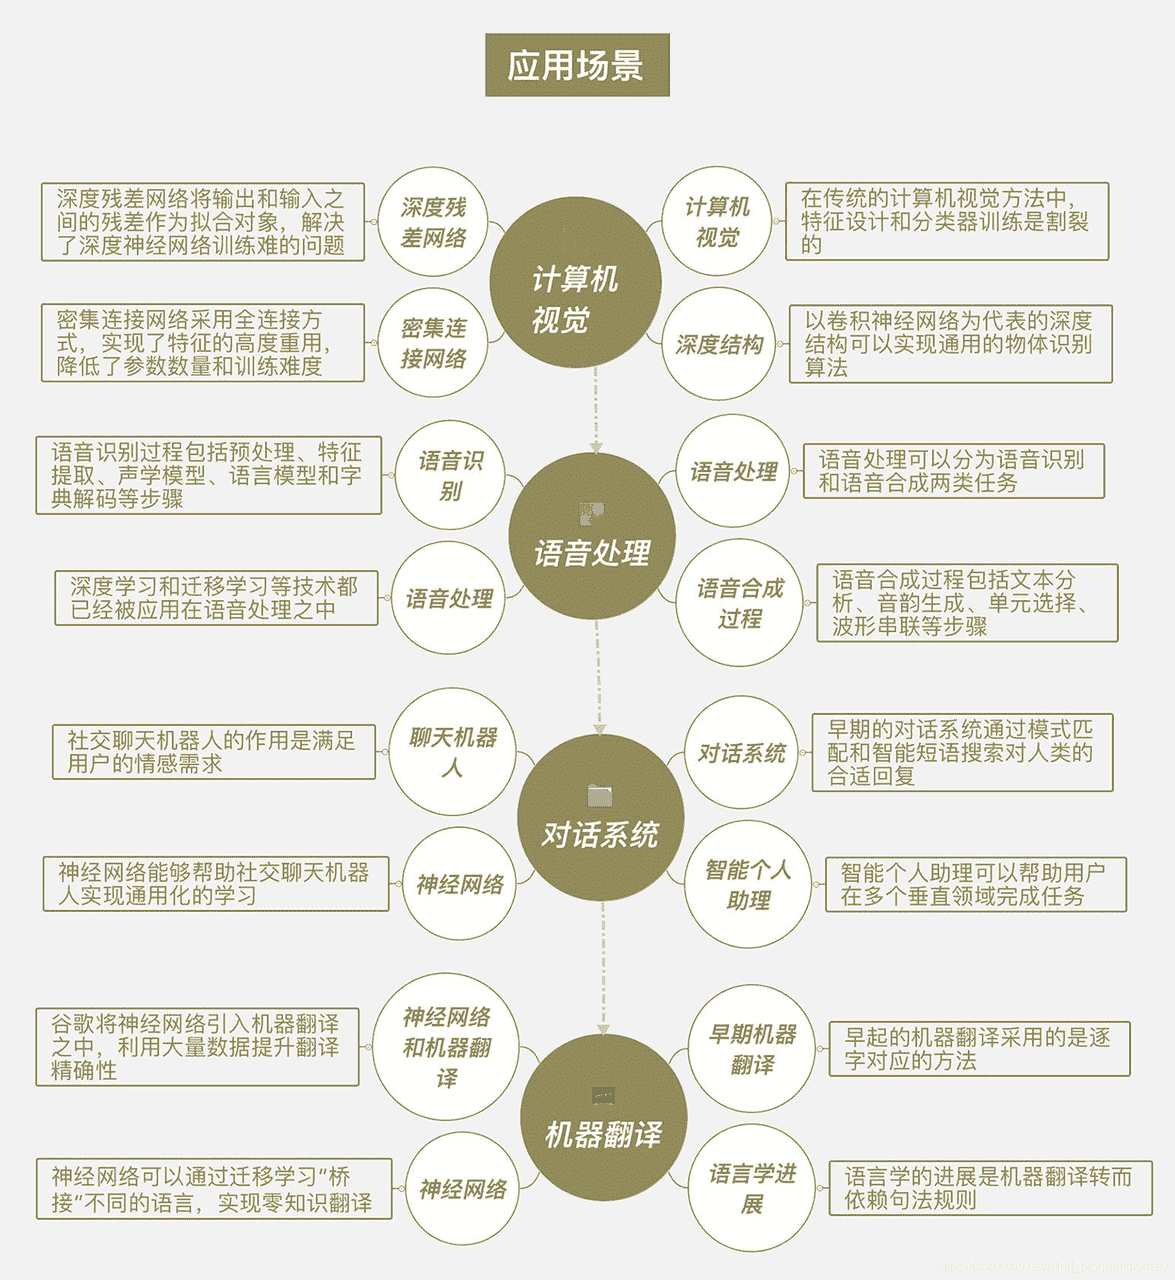 应用场景
深度残差网络将输出和输入之
间的残差作为拟合对象，解决
了深度神经网络训练难的问题
深度残
差网络
密集连接网络采用全连接方
式，实现了特征的高度重用，
降低了参数数量和训练难度
密集连
接网络
计算机
视觉
计算机
视觉
在传统的计算机视觉方法中，
特征设计和分类器训练是割裂
的
深度结构
以卷积神经网络为代表的深度
结构可以实现通用的物体识别
算法
语音识别过程包括预处理、特征
提取、声学模型、语言模型和字
典解码等步骤
语音识
别
深度学习和迁移学习等技术都
已经被应用在语音处理之中
语音处理
语音处理
语音处理
语音处理可以分为语音识别
和语音合成两类任务
语音合成
过程
语音合成过程包括文本分
析、音韵生成、单元选择、
波形串联等步骤
社交聊天机器人的作用是满足
用户的情感需求
聊天机器
人
神经网络能够帮助社交聊天机器
人实现通用化的学习
神经网络
对话系统
对话系统
早期的对话系统通过模式匹
配和智能短语搜索对人类的
合适回复
智能个人
助理
智能个人助理可以帮助用户
在多个垂直领域完成任务
谷歌将神经网络引入机器翻译
之中，利用大量数据提升翻译
精确性
神经网络
和机器翻
译
神经网络可以通过迁移学习"桥
接"不同的语言，实现零知识翻译
神经网络
机器翻译
早期机器
翻译
早起的机器翻译采用的是逐
字对应的方法
语言学进
展
语言学的进展是机器翻译转而
依赖句法规则